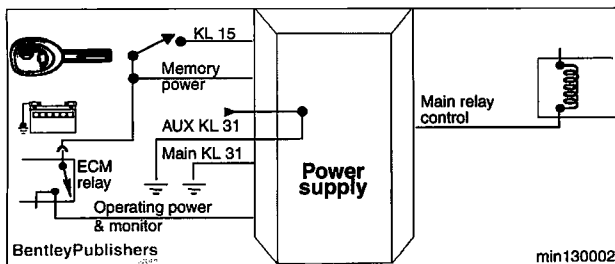 KL 15
Memory
power
AUX KL 31
Main KL 31
ECM
relay
Operating power
& monitor
Power
supply
Main relay
control
BentleyPublishers
min130002